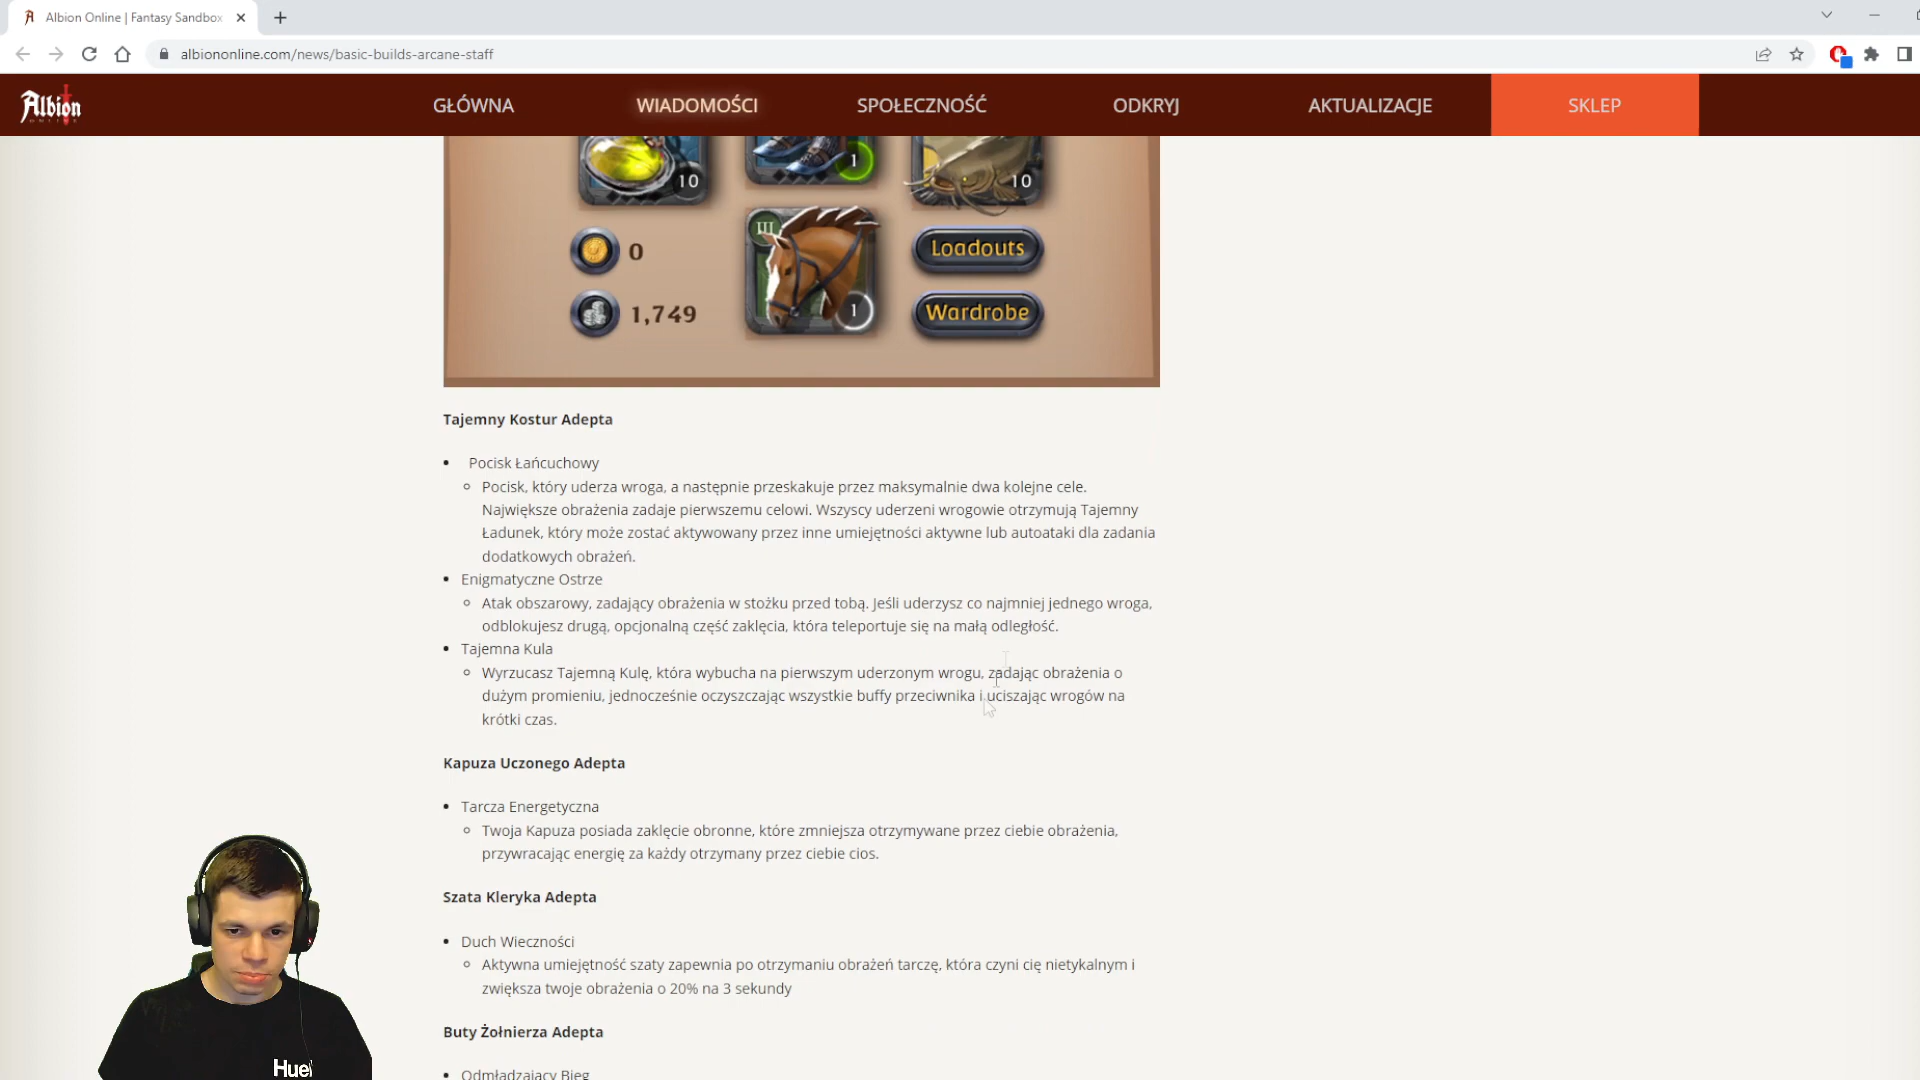 Albion Online | Fantasy Sandbox
albiononline.com/news/basic-builds-arcane-staff
Albion
ONLINE
GŁÓWNA
WIADOMOŚCI
SPOŁECZNOŚĆ
ODKRYJ
AKTUALIZACJE
SKLEP
10
1
10
0
III
1
Loadouts
1,749
Wardrobe
Tajemny Kostur Adepta
Pocisk Łańcuchowy
Pocisk, który uderza wroga, a następnie przeskakuje przez maksymalnie dwa kolejne cele.
Największe obrażenia zadaje pierwszemu celowi. Wszyscy uderzeni wrogowie otrzymują Tajemny
Ładunek, który może zostać aktywowany przez inne umiejętności aktywne lub autoataki dla zadania
dodatkowych obrażeń.
Enigmatyczne Ostrze
Atak obszarowy, zadający obrażenia w stożku przed tobą. Jeśli uderzysz co najmniej jednego wroga,
odblokujesz drugą, opcjonalną część zaklęcia, która teleportuje się na małą odległość.
Tajemna Kula
Wyrzucasz Tajemną Kulę, która wybucha na pierwszym uderzonym wrogu, zadając obrażenia o
dużym promieniu, jednocześnie oczyszczając wszystkie buffy przeciwnika i uciszając wrogów na
krótki czas.
Kapuza Uczonego Adepta
Tarcza Energetyczna
Twoja Kapuza posiada zaklęcie obronne, które zmniejsza otrzymywane przez ciebie obrażenia,
przywracając energię za każdy otrzymany przez ciebie cios.
Szata Kleryka Adepta
Duch Wieczności
Aktywna umiejętność szaty zapewnia po otrzymaniu obrażeń tarczę, która czyni cię nietykalnym i
zwiększa twoje obrażenia o 20% na 3 sekundy
Buty Żołnierza Adepta
Odmładzający Bieg
Huel